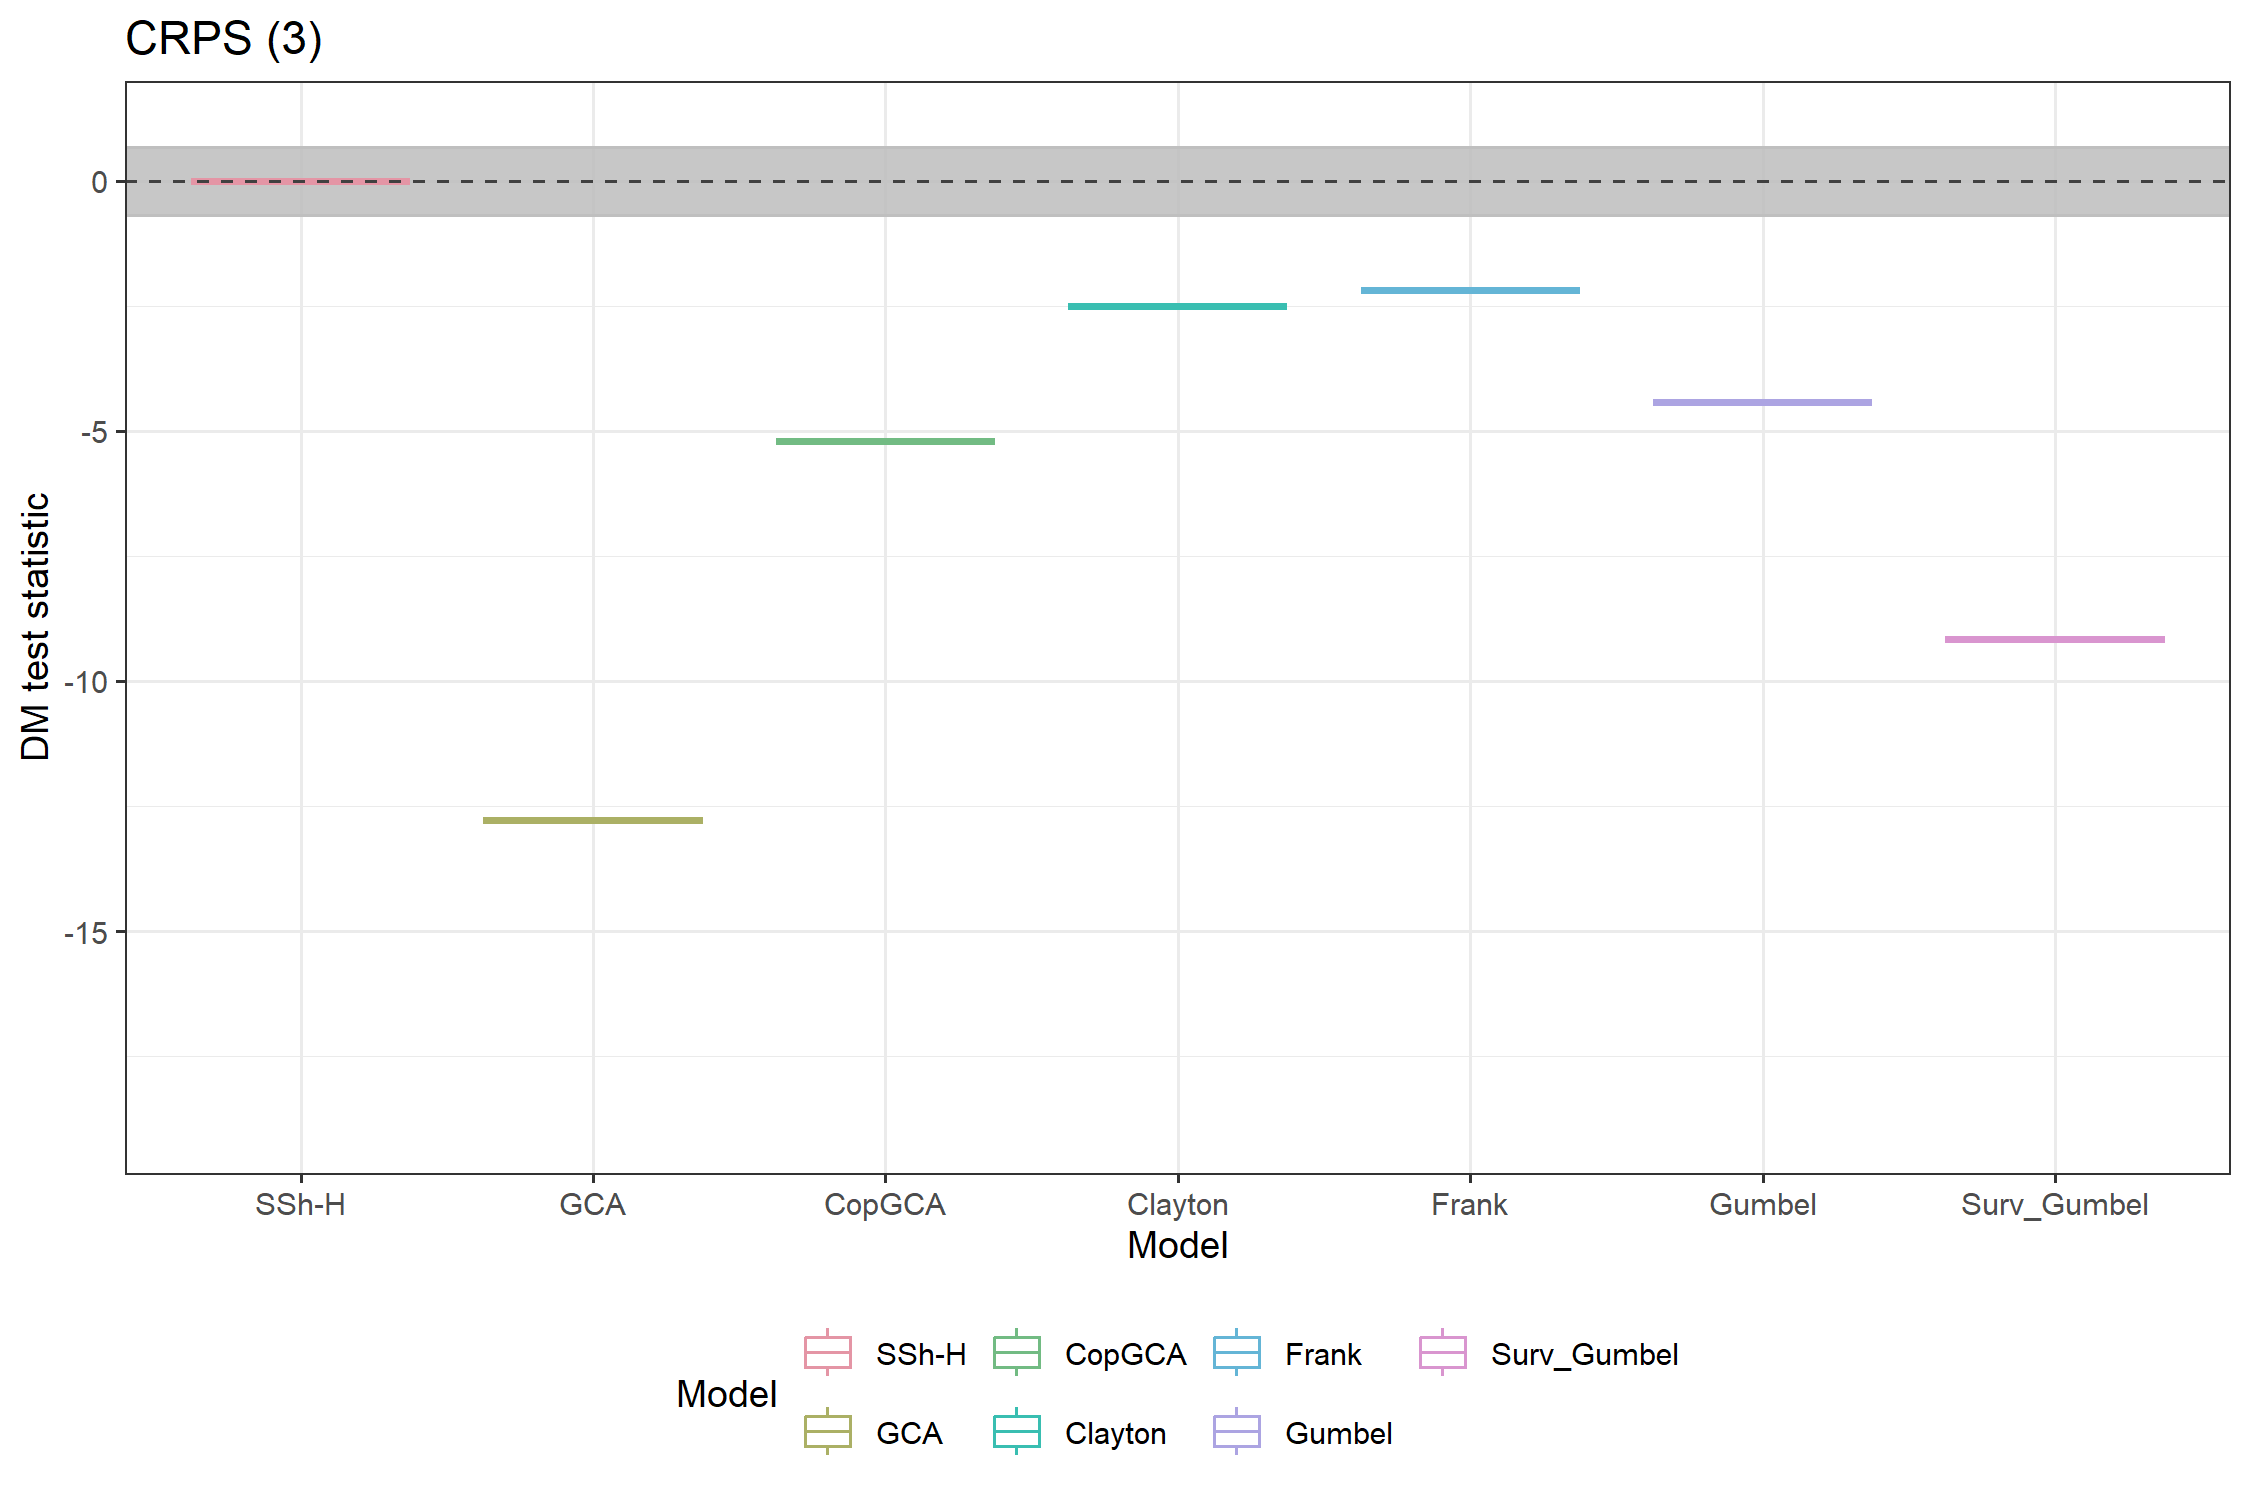 CRPS (3)
DM test statistic
0
-5
-10
-15
SSh-H GCA CopGCA Clayton Frank Gumbel Surv_Gumbel
Model
Model
SSh-H CopGCA Frank Surv_Gumbel
GCA Clayton Gumbel